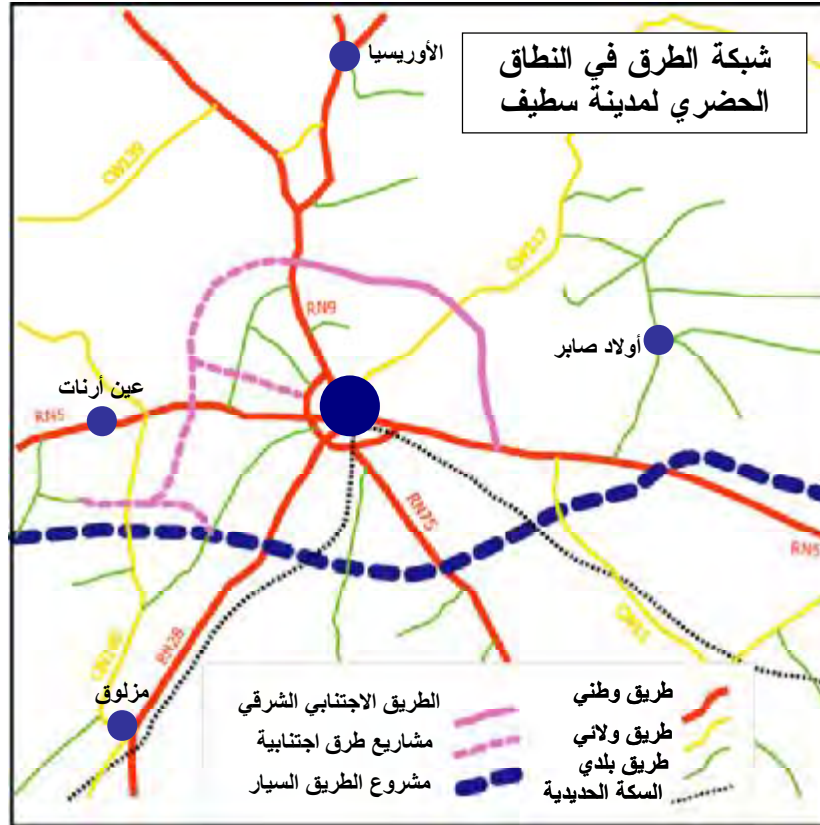 شبكة الطرق في النطاق
الحضري لمدينة سطيف
الأوريسيا
CW139
CW117
RN9
أولاد صابر
عين أرنات
RN5
RN75
RN5
CW11
RN28
مزلوق
طريق وطني
طريق ولائي
طريق بلدي
السكة الحديدية
الطريق الاجتنابي الشرقي
مشاريع طرق اجتنابية
مشروع الطريق السيار